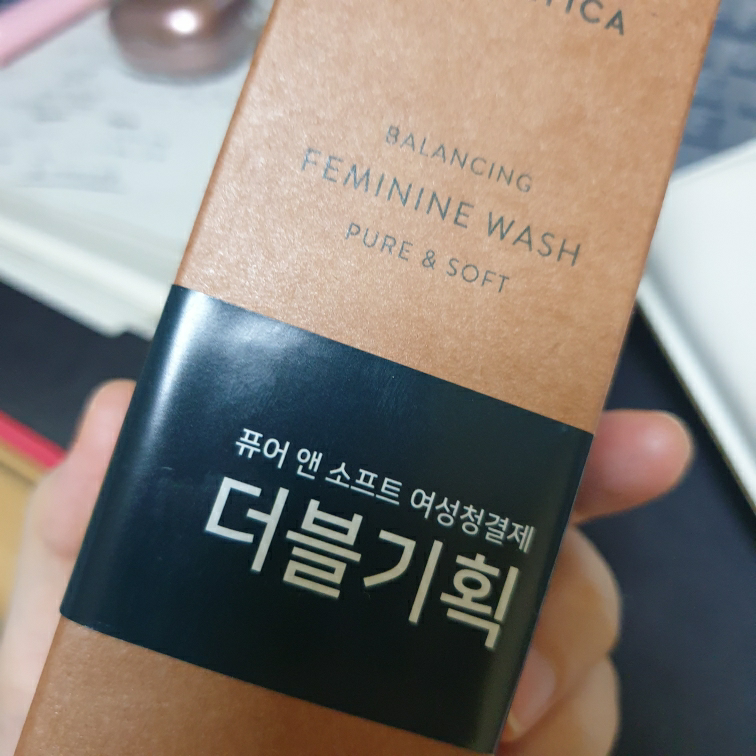 BALANCING
FEMININE WASH
PURE & SOFT
퓨어 앤 소프트 여성청결제
더블기획